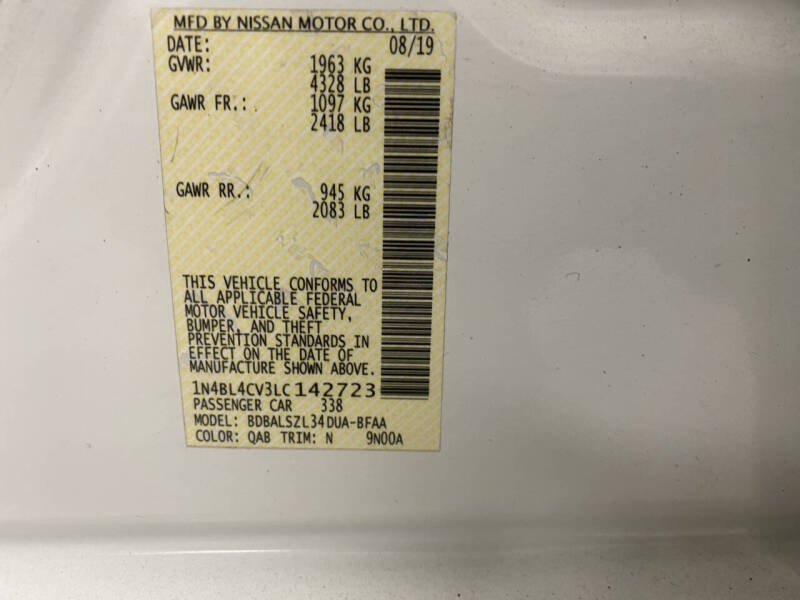 MFD BY NISSAN MOTOR CO., LTD.
DATE: 08/19
GVWR: 1963 KG
4328 LB
GAWR FR.: 1097 KG
2418 LB
GAWR RR.: 945 KG
2083 LB
THIS VEHICLE CONFORMS TO
ALL APPLICABLE FEDERAL
MOTOR VEHICLE SAFETY,
BUMPER, AND THEFT
PREVENTION STANDARDS IN
EFFECT ON THE DATE OF
MANUFACTURE SHOWN ABOVE.
1N4BL4CV3LC142723
PASSENGER CAR 338
MODEL: BDBALSZL34DUA-BFAA
COLOR: QAB TRIM: N 9N00A